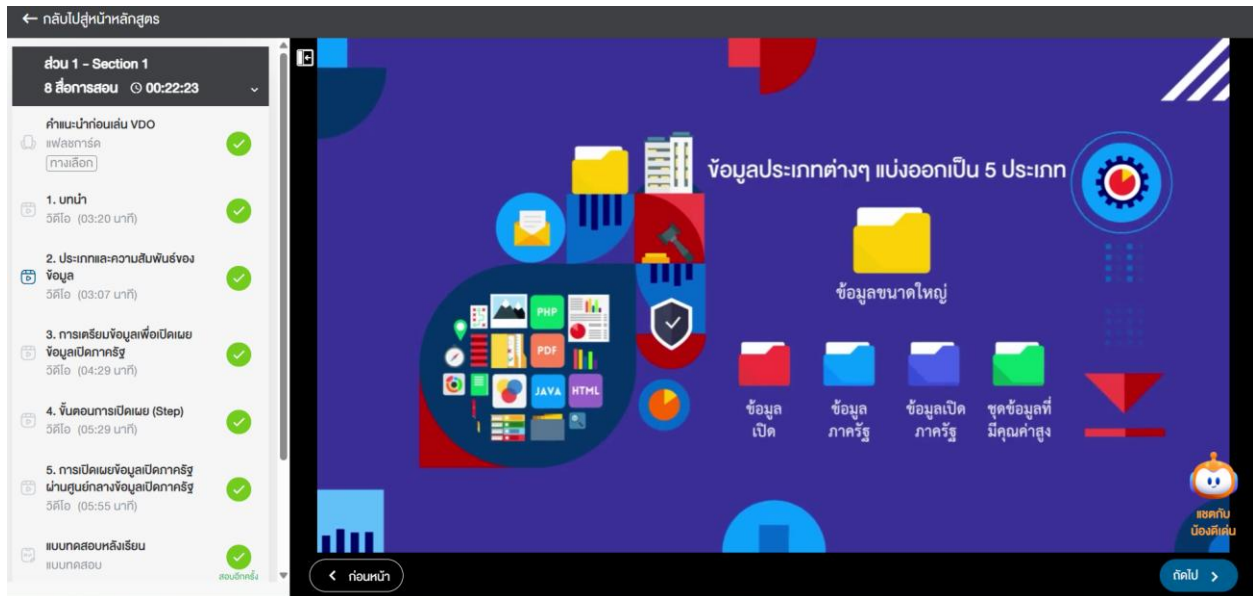 ← กลับไปสู่หน้าหลักสูตร
ส่วน 1 - Section 1
8 สื่อการสอน 00:22:23
คำแนะนำก่อนเล่น VDO
แฟลชการ์ด
ทางเลือก
1. บทนำ
วิดีโอ (03:20 นาที)
2. ประเภทและความสัมพันธ์ของ
ข้อมูล
วิดีโอ (03:07 นาที)
3. การเตรียมข้อมูลเพื่อเปิดเผย
ข้อมูลเปิดภาครัฐ
วิดีโอ (04:29 นาที)
4. ขั้นตอนการเปิดเผย (Step)
วิดีโอ (05:29 นาที)
5. การเปิดเผยข้อมูลเปิดภาครัฐ
ผ่านศูนย์กลางข้อมูลเปิดภาครัฐ
วิดีโอ (05:55 นาที)
แบบทดสอบหลังเรียน
แบบทดสอบ
สอบอีกครั้ง
ข้อมูลประเภทต่างๆ แบ่งออกเป็น 5 ประเภท
ข้อมูลขนาดใหญ่
ข้อมูล
เปิด
ข้อมูล
ภาครัฐ
ข้อมูลเปิด
ภาครัฐ
ชุดข้อมูลที่
มีคุณค่าสูง
PHP
PDF
JAVA HTML
แชตกับ
น้องดีเด่น
ก่อนหน้า
ถัดไป